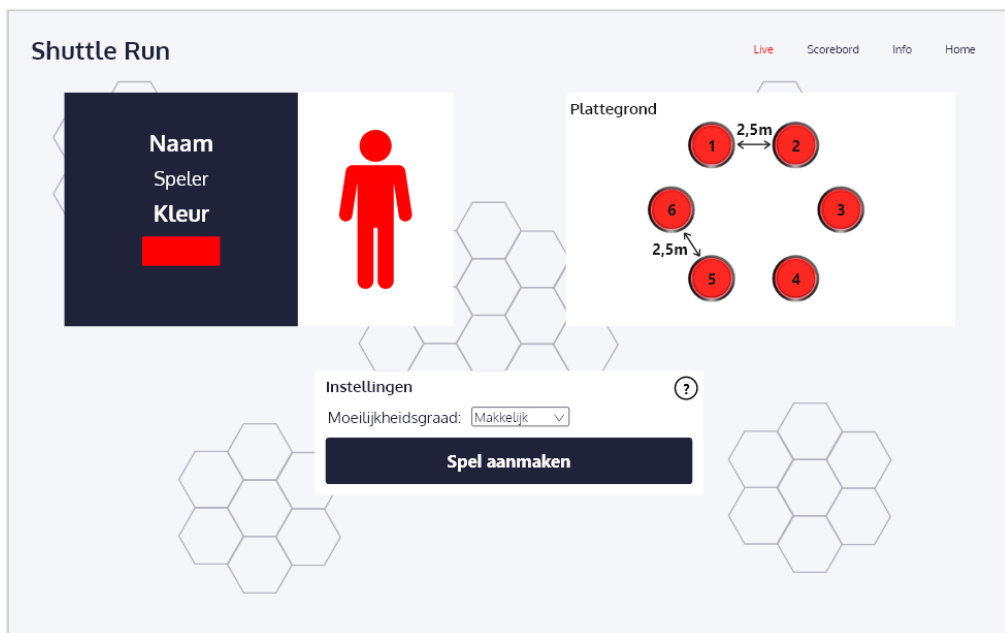 Shuttle Run
Live Scorebord Info Home
Naam
Speler
Kleur
Plattegrond
2,5m
1 2
6 3
2,5m
5 4
Instellingen ?
Moeilijkheidsgraad: Makkelijk
Spel aanmaken